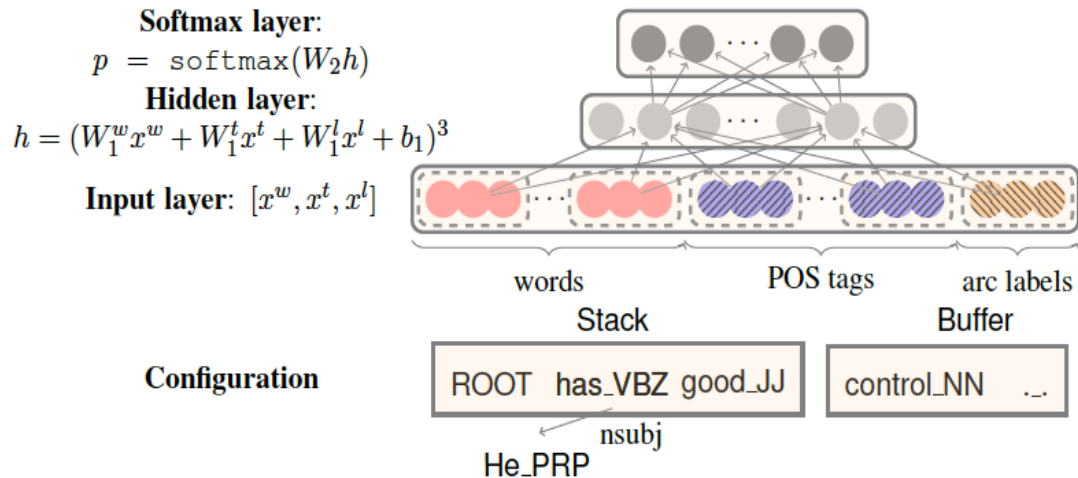 Softmax layer:
p = softmax(W₂h)
Hidden layer:
h = (W₁ʷxʷ + W₁ᵗxᵗ + W₁ˡxˡ + b₁)³
Input layer: [xʷ, xᵗ, xˡ]
··· ···
··· ···
··· ···
words POS tags arc labels
Stack Buffer
Configuration ROOT has_VBZ good_JJ control_NN ._.
nsubj
He_PRP